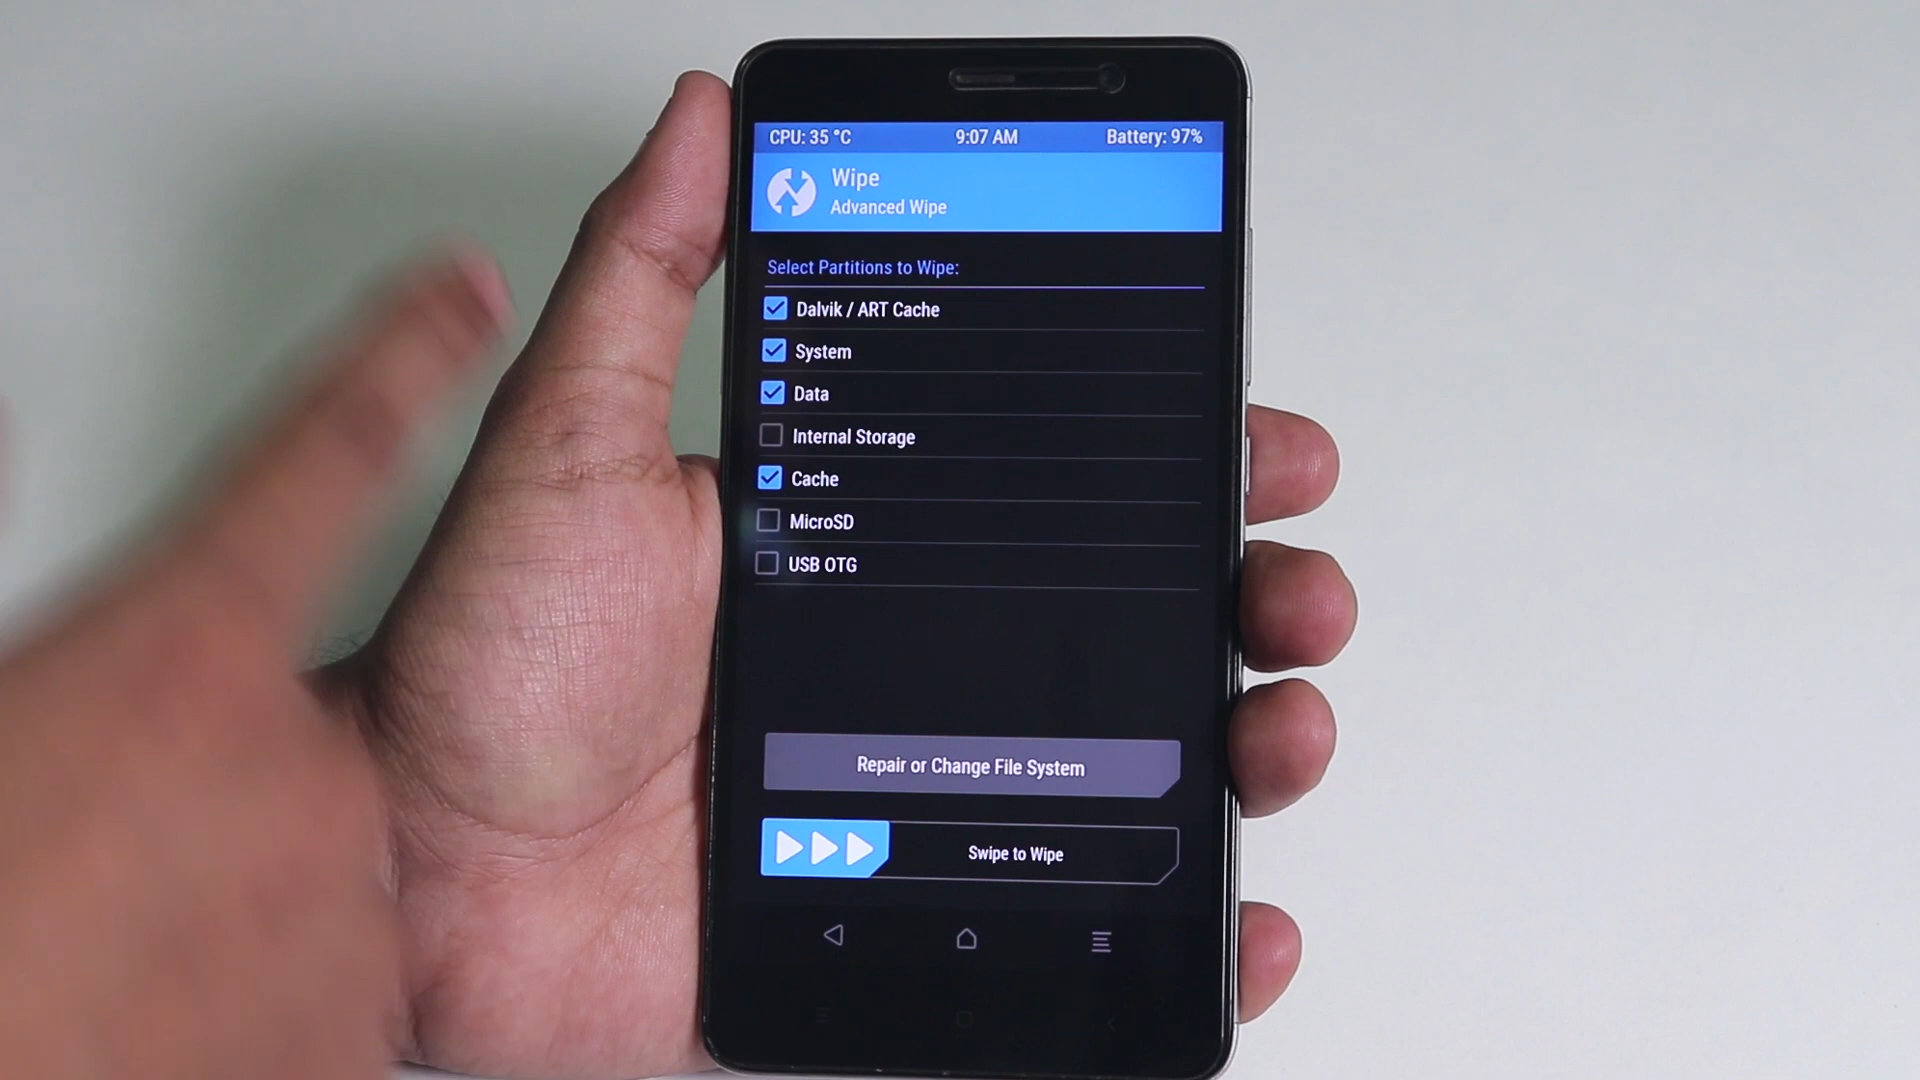 CPU: 35 °C 9:07 AM Battery: 97%
Wipe
Advanced Wipe
Select Partitions to Wipe:
Dalvik / ART Cache
System
Data
Internal Storage
Cache
MicroSD
USB OTG
Repair or Change File System
Swipe to Wipe